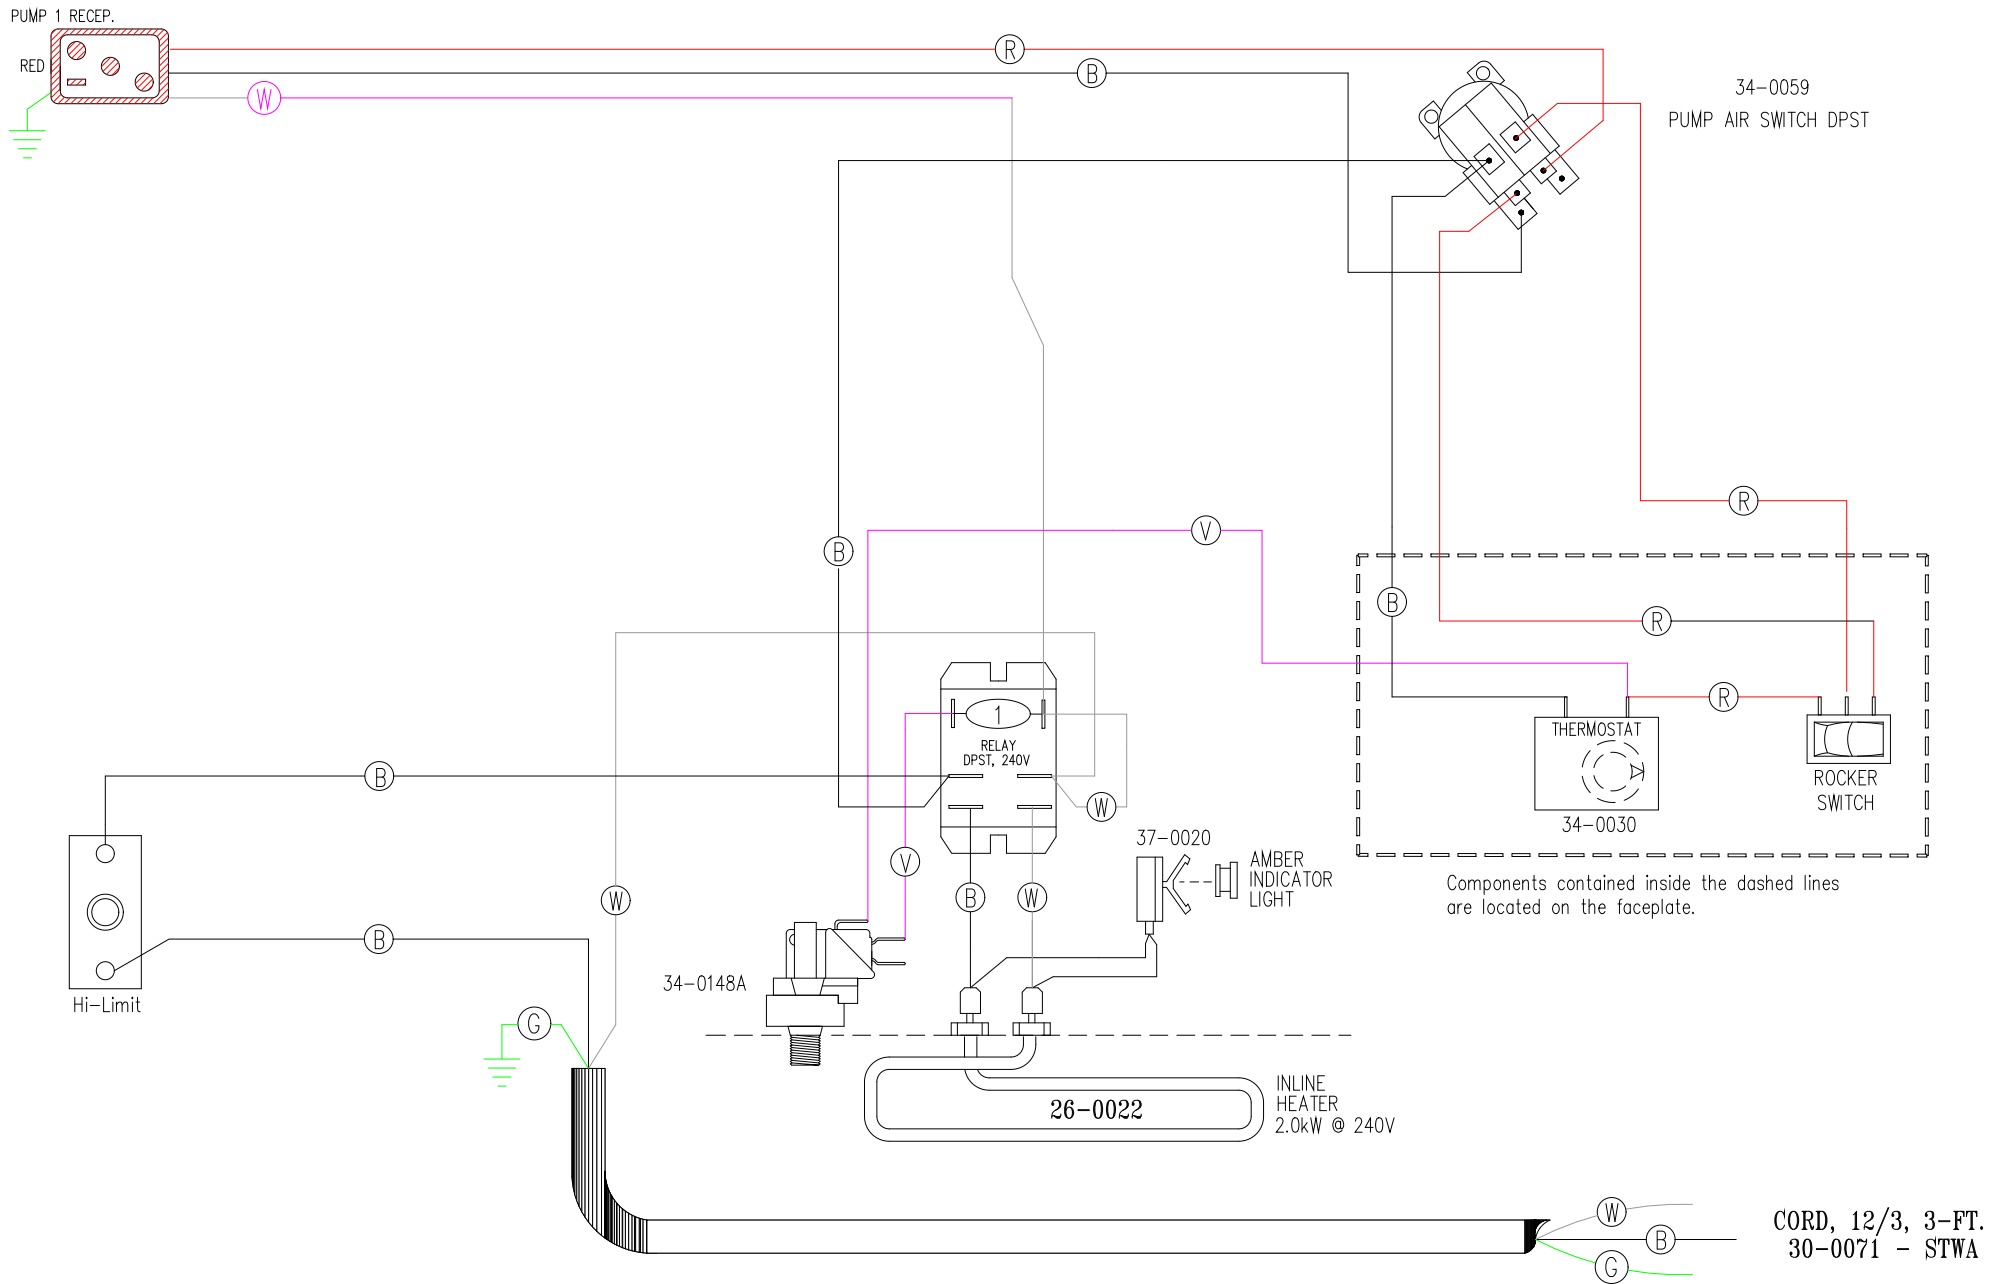 PUMP 1 RECEP.
RED
R
B
W
34-0059
PUMP AIR SWITCH DPST
R
V
B
B
R
R
1
RELAY
DPST, 240V
THERMOSTAT
34-0030
ROCKER
SWITCH
B
W
V
B
W
W
37-0020
AMBER
INDICATOR
LIGHT
Components contained inside the dashed lines
are located on the faceplate.
B
34-0148A
Hi-Limit
G
26-0022
INLINE
HEATER
2.0kW @ 240V
W
B
G
CORD, 12/3, 3-FT.
30-0071 - STWA